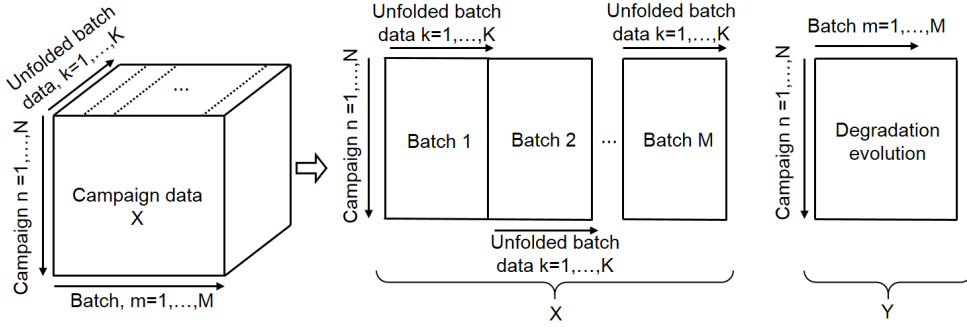 Unfolded batch
data, k=1,...,K
...
Campaign n =1,...,N
Campaign data
X
Batch, m=1,...,M
Unfolded batch
data k=1,...,K
Unfolded batch
data k=1,...,K
Campaign n =1,...,N
Batch 1
Batch 2
...
Batch M
Unfolded batch
data k=1,...,K
X
Batch m=1,...,M
Campaign n =1,...,N
Degradation
evolution
Y